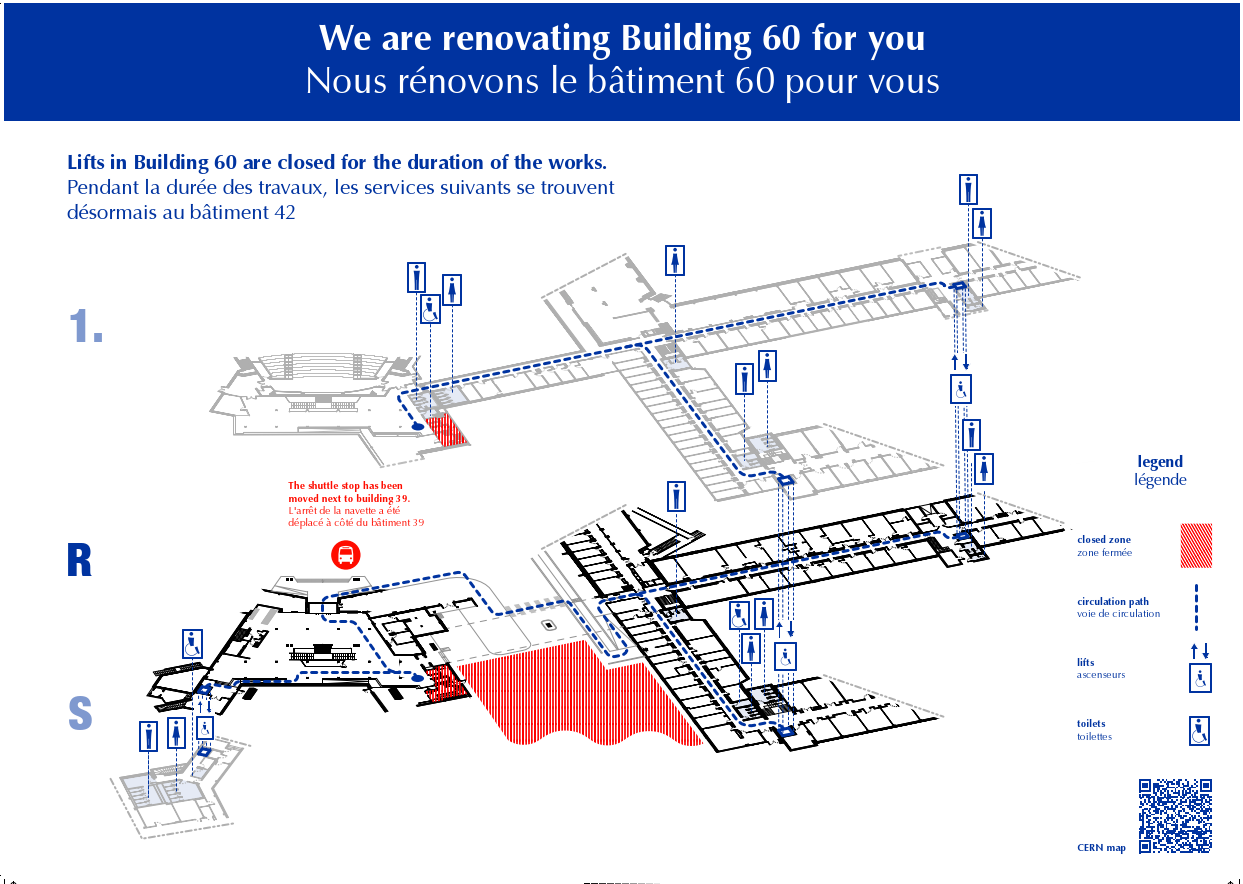 We are renovating Building 60 for you
Nous rénovons le bâtiment 60 pour vous
Lifts in Building 60 are closed for the duration of the works.
Pendant la durée des travaux, les services suivants se trouvent
désormais au bâtiment 42
1.
The shuttle stop has been
moved next to building 39.
L'arrêt de la navette a été
déplacé à côté du bâtiment 39
R
S
legend
légende
closed zone
zone fermée
circulation path
voie de circulation
lifts
ascenseurs
toilets
toilettes
CERN map